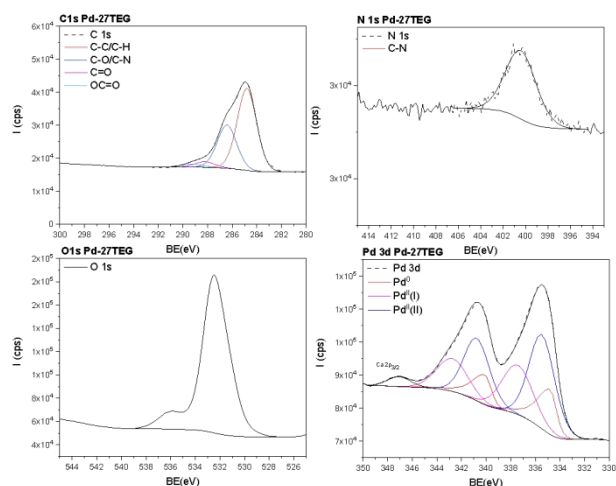 C1s Pd-27TEG
C 1s
C-C/C-H
C-O/C-N
C=O
OC=O
I (cps)
5x10⁴
4x10⁴
3x10⁴
2x10⁴
1x10⁴
0
300 298 296 294 292 290 288 286 284 282 280
BE(eV)
N 1s Pd-27TEG
N 1s
C-N
I (cps)
3x10⁴
3x10⁴
414 412 410 408 406 404 402 400 398 396 394
BE(eV)
O1s Pd-27TEG
O 1s
I (cps)
2x10⁵
2x10⁵
1x10⁵
1x10⁵
1x10⁵
8x10⁴
6x10⁴
4x10⁴
544 542 540 538 536 534 532 530 528 526
BE(eV)
Pd 3d Pd-27TEG
Pd 3d
Pd⁰
Pdᴵᴵ(I)
Pdᴵᴵ(II)
Ca 2p₃/₂
I (cps)
1x10⁵
1x10⁵
9x10⁴
8x10⁴
7x10⁴
350 348 346 344 342 340 338 336 334 332 330
BE(eV)